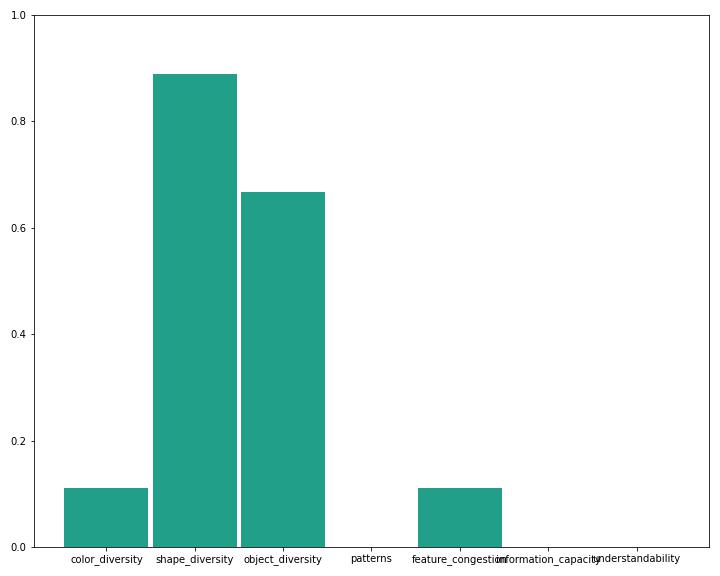 1.0
0.8
0.6
0.4
0.2
0.0
color_diversity
shape_diversity
object_diversity
patterns
feature_congestion
information_capacity
understandability